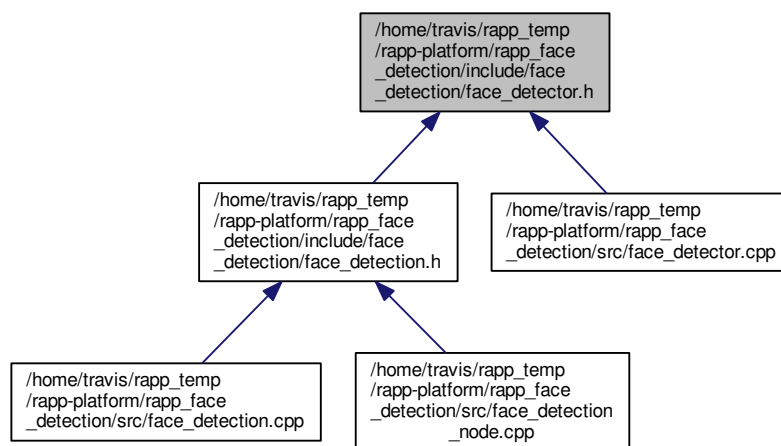 /home/travis/rapp_temp
/rapp-platform/rapp_face
_detection/include/face
_detection/face_detector.h
/home/travis/rapp_temp
/rapp-platform/rapp_face
_detection/include/face
_detection/face_detection.h
/home/travis/rapp_temp
/rapp-platform/rapp_face
_detection/src/face_detector.cpp
/home/travis/rapp_temp
/rapp-platform/rapp_face
_detection/src/face_detection.cpp
/home/travis/rapp_temp
/rapp-platform/rapp_face
_detection/src/face_detection
_node.cpp